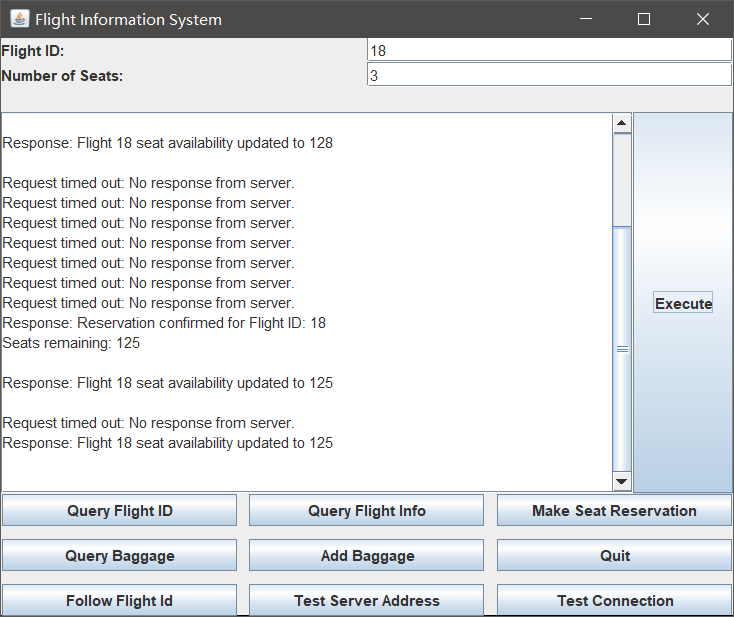 Flight Information System
Flight ID: 18
Number of Seats: 3
Response: Flight 18 seat availability updated to 128
Request timed out: No response from server.
Request timed out: No response from server.
Request timed out: No response from server.
Request timed out: No response from server.
Request timed out: No response from server.
Request timed out: No response from server.
Request timed out: No response from server.
Response: Reservation confirmed for Flight ID: 18
Seats remaining: 125
Response: Flight 18 seat availability updated to 125
Request timed out: No response from server.
Response: Flight 18 seat availability updated to 125
Execute
Query Flight ID
Query Flight Info
Make Seat Reservation
Query Baggage
Add Baggage
Quit
Follow Flight Id
Test Server Address
Test Connection